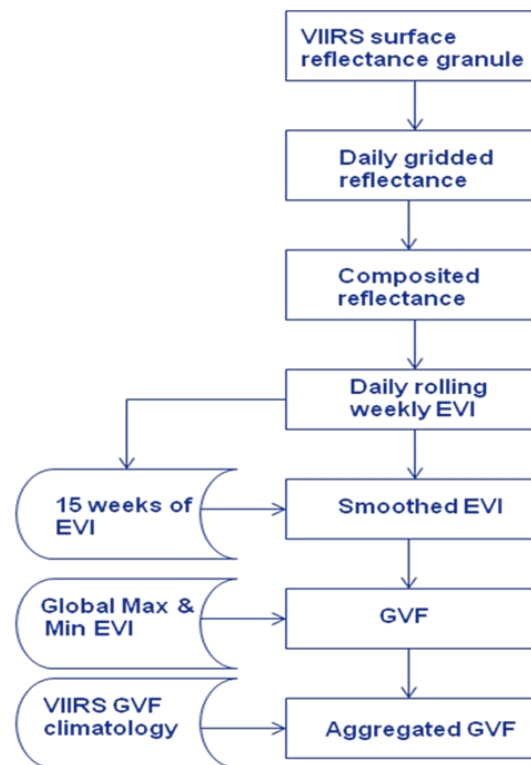 VIIRS surface
reflectance granule
Daily gridded
reflectance
Composited
reflectance
Daily rolling
weekly EVI
15 weeks of
EVI
Smoothed EVI
Global Max &
Min EVI
GVF
VIIRS GVF
climatology
Aggregated GVF